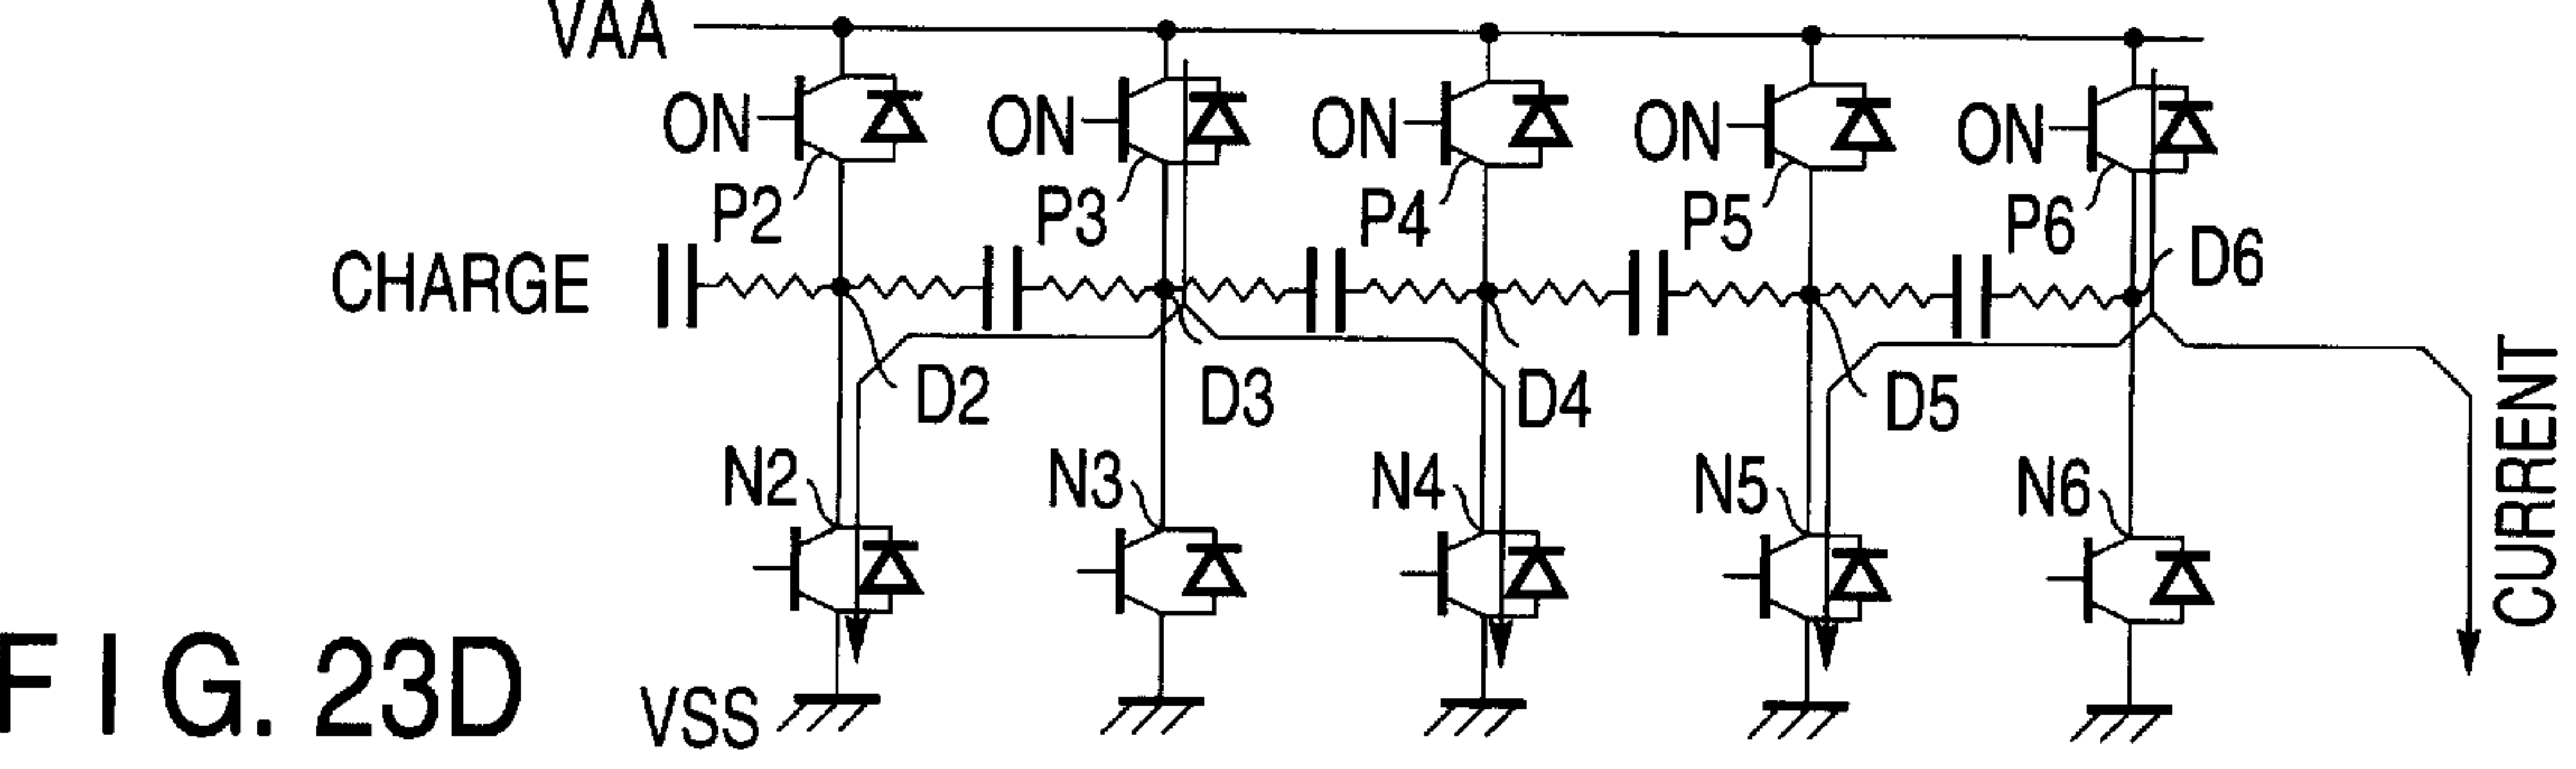 VAA
ON ON ON ON ON
P2 P3 P4 P5 P6
CHARGE
D6
D2 D3 D4 D5
CURRENT
N2 N3 N4 N5 N6
VSS
FIG. 23D